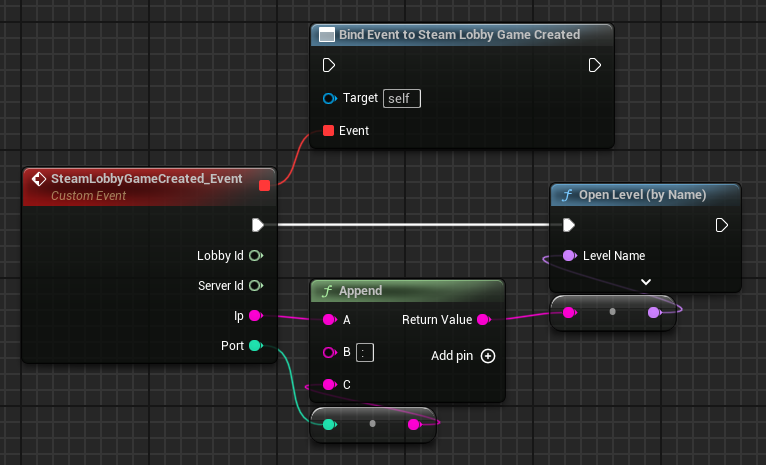 Bind Event to Steam Lobby Game Created
Target self
Event
SteamLobbyGameCreated_Event
Custom Event
Lobby Id
Server Id
Ip
Port
f Append
A Return Value
B :
Add pin
C
f Open Level (by Name)
Level Name